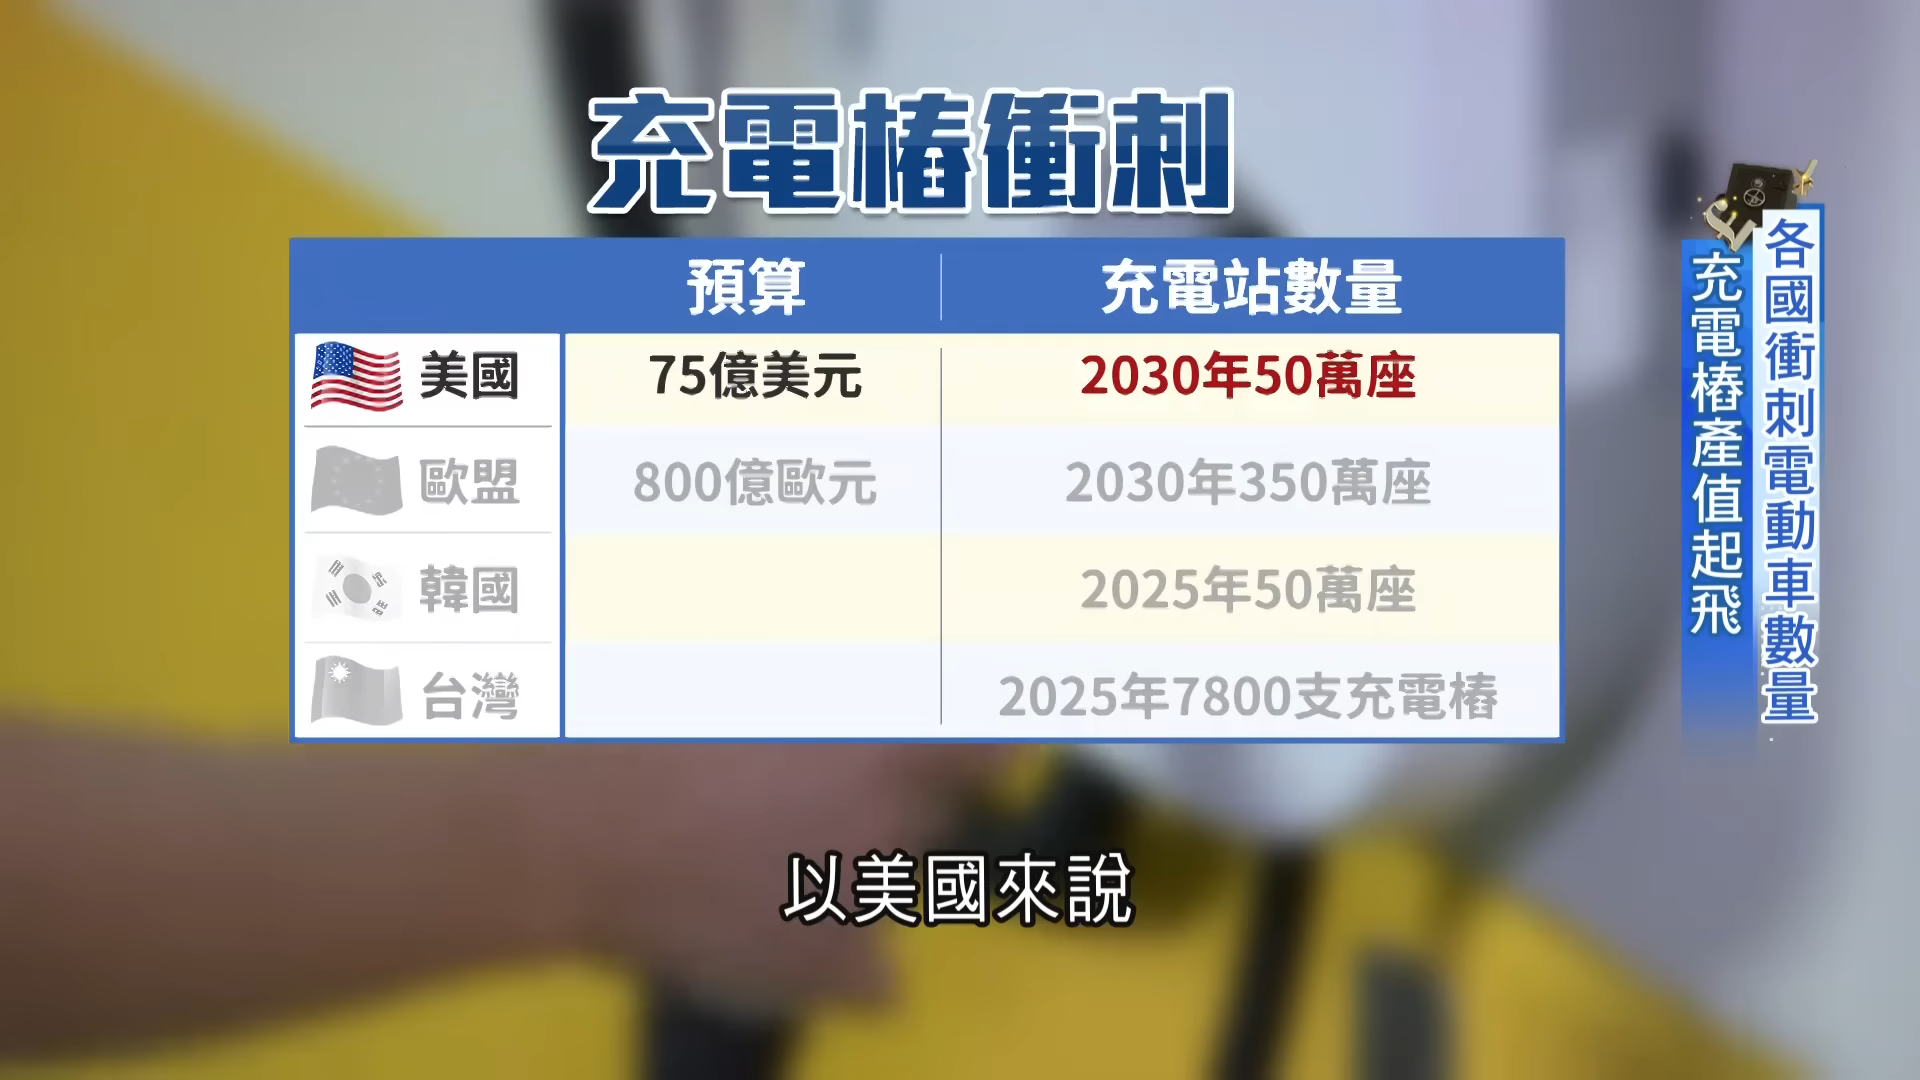 充電樁衝刺
預算 充電站數量
美國 75億美元 2030年50萬座
歐盟 800億歐元 2030年350萬座
韓國 2025年50萬座
台灣 2025年7800支充電樁
各國衝刺電動車數量
充電樁產值起飛
以美國來說